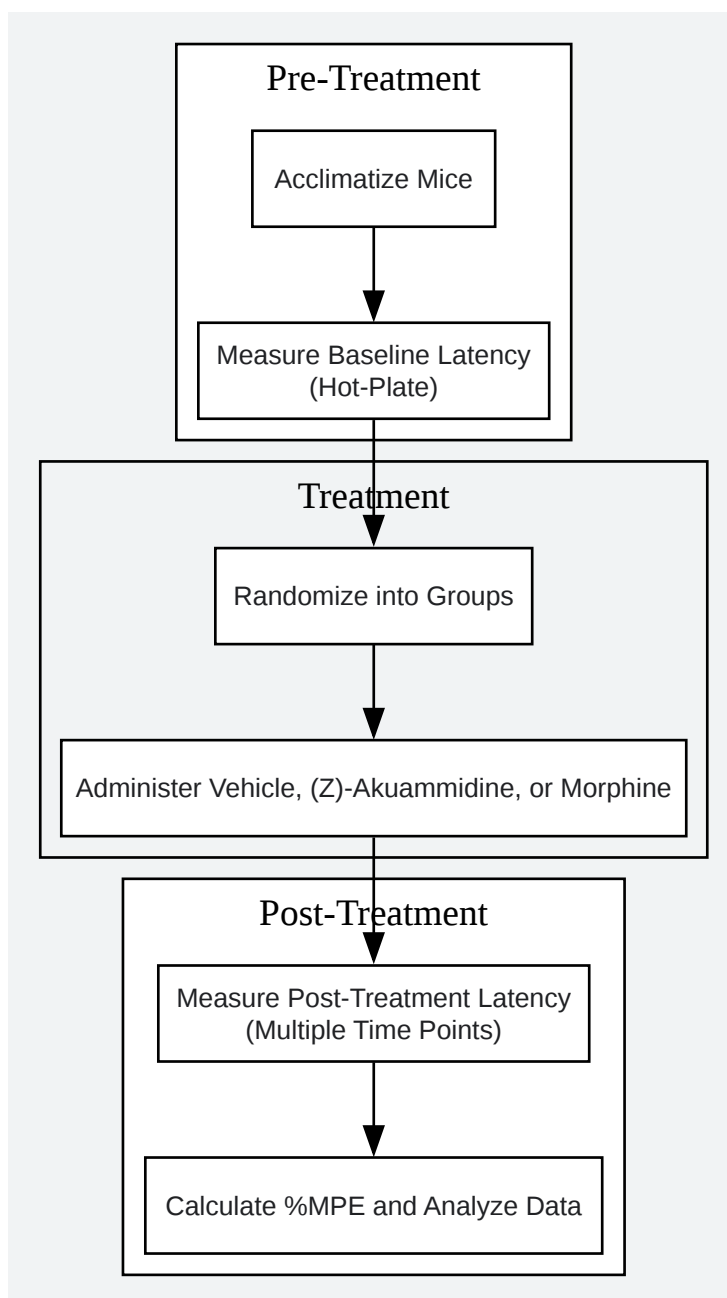 Pre-Treatment
Acclimatize Mice
Measure Baseline Latency
(Hot-Plate)
Treatment
Randomize into Groups
Administer Vehicle, (Z)-Akuammidine, or Morphine
Post-Treatment
Measure Post-Treatment Latency
(Multiple Time Points)
Calculate %MPE and Analyze Data